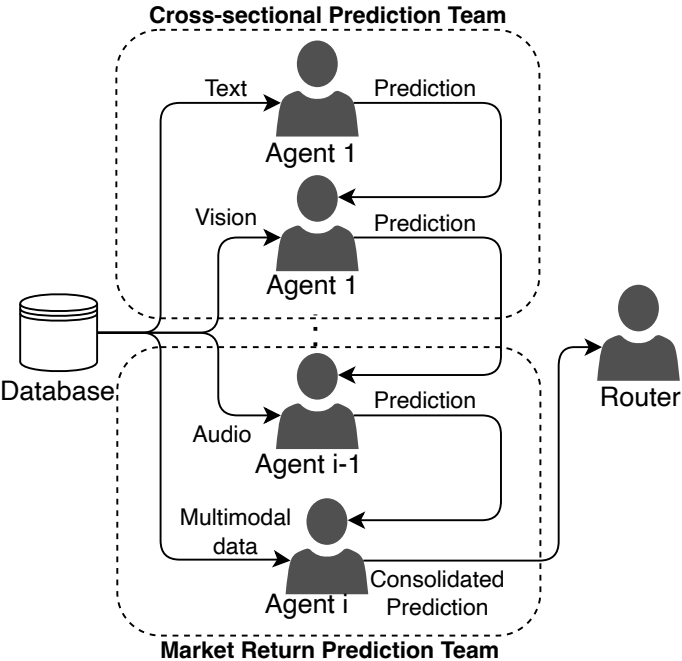 Cross-sectional Prediction Team
Text
Prediction
Agent 1
Vision
Prediction
Agent 1
Database
Prediction
Audio
Agent i-1
Router
Multimodal
data
Agent i
Consolidated
Prediction
Market Return Prediction Team